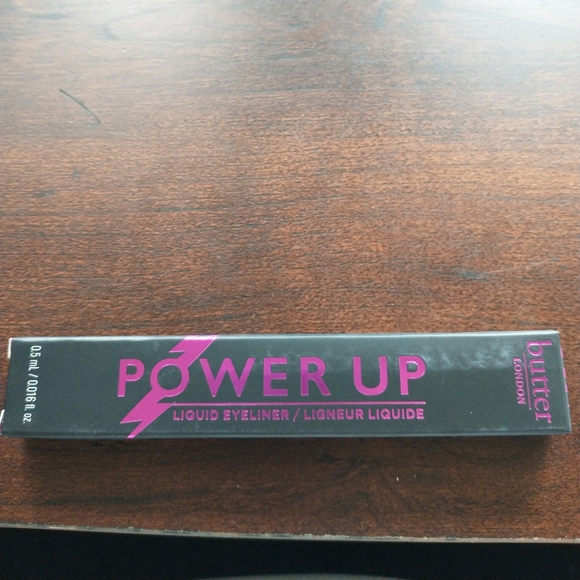 0.5 mL / 0.016 fl. oz.
POWER UP
LIQUID EYELINER / LIGNEUR LIQUIDE
butter
LONDON